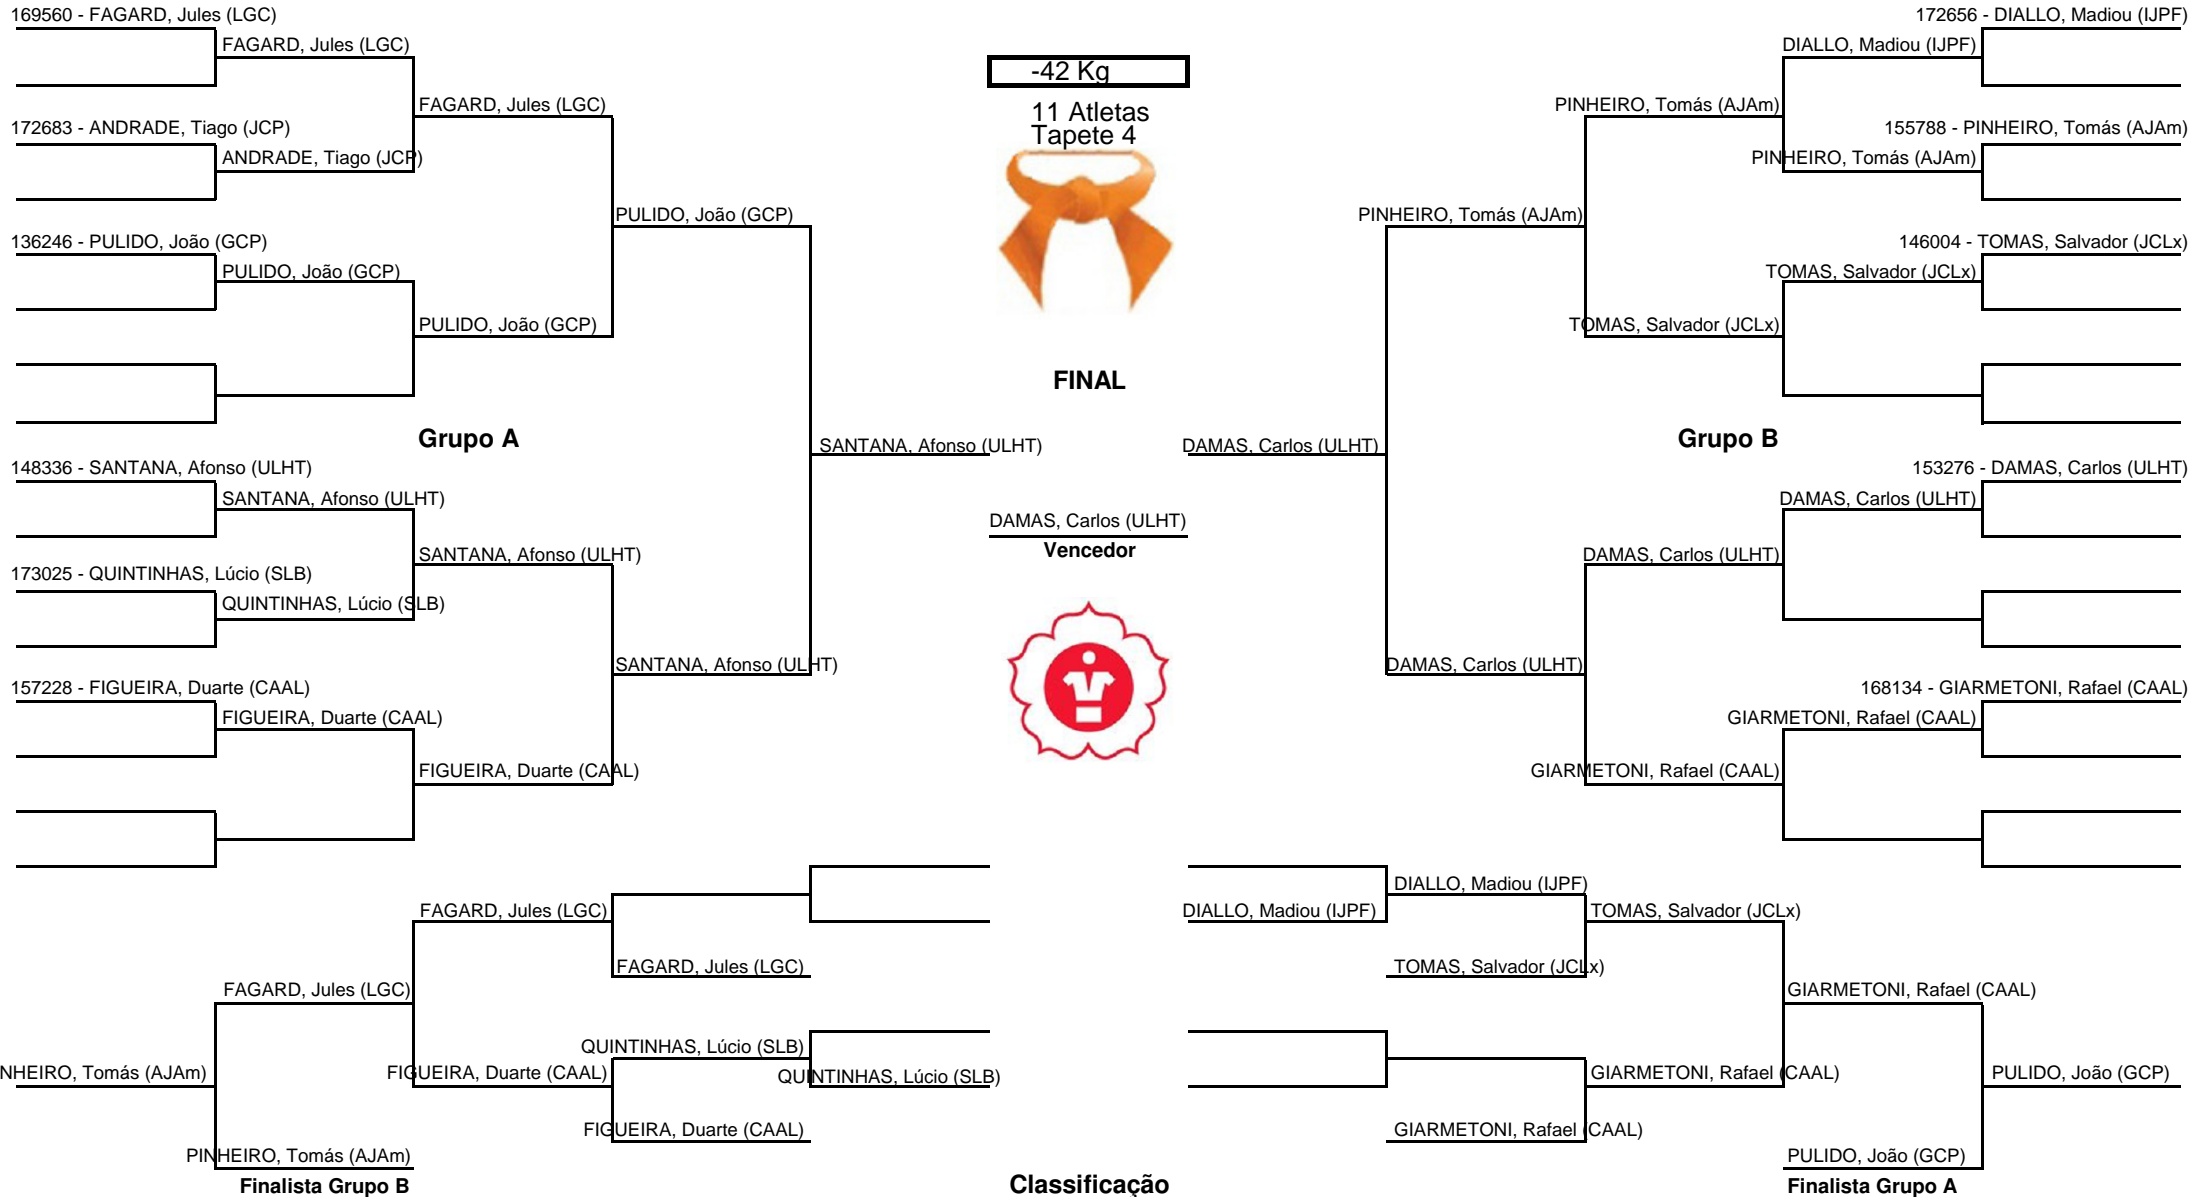 169560 - FAGARD, Jules (LGC)
FAGARD, Jules (LGC)
FAGARD, Jules (LGC)
172683 - ANDRADE, Tiago (JCP)
ANDRADE, Tiago (JCP)
136246 - PULIDO, João (GCP)
PULIDO, João (GCP)
PULIDO, João (GCP)
PULIDO, João (GCP)
Grupo A
148336 - SANTANA, Afonso (ULHT)
SANTANA, Afonso (ULHT)
SANTANA, Afonso (ULHT)
173025 - QUINTINHAS, Lúcio (SLB)
QUINTINHAS, Lúcio (SLB)
SANTANA, Afonso (ULHT)
157228 - FIGUEIRA, Duarte (CAAL)
FIGUEIRA, Duarte (CAAL)
FIGUEIRA, Duarte (CAAL)
SANTANA, Afonso (ULHT)
-42 Kg
11 Atletas
Tapete 4
FINAL
DAMAS, Carlos (ULHT)
Vencedor
172656 - DIALLO, Madiou (IJPF)
DIALLO, Madiou (IJPF)
PINHEIRO, Tomás (AJAm)
155788 - PINHEIRO, Tomás (AJAm)
PINHEIRO, Tomás (AJAm)
PINHEIRO, Tomás (AJAm)
146004 - TOMAS, Salvador (JCLx)
TOMAS, Salvador (JCLx)
TOMAS, Salvador (JCLx)
Grupo B
DAMAS, Carlos (ULHT)
153276 - DAMAS, Carlos (ULHT)
DAMAS, Carlos (ULHT)
DAMAS, Carlos (ULHT)
DAMAS, Carlos (ULHT)
168134 - GIARMETONI, Rafael (CAAL)
GIARMETONI, Rafael (CAAL)
GIARMETONI, Rafael (CAAL)
FAGARD, Jules (LGC)
FAGARD, Jules (LGC)
FAGARD, Jules (LGC)
QUINTINHAS, Lúcio (SLB)
QUINTINHAS, Lúcio (SLB)
FIGUEIRA, Duarte (CAAL)
NHEIRO, Tomás (AJAm)
FIGUEIRA, Duarte (CAAL)
PINHEIRO, Tomás (AJAm)
Finalista Grupo B
DIALLO, Madiou (IJPF)
DIALLO, Madiou (IJPF)
TOMAS, Salvador (JCLx)
TOMAS, Salvador (JCLx)
GIARMETONI, Rafael (CAAL)
GIARMETONI, Rafael (CAAL)
PULIDO, João (GCP)
GIARMETONI, Rafael (CAAL)
PULIDO, João (GCP)
Finalista Grupo A
Classificação